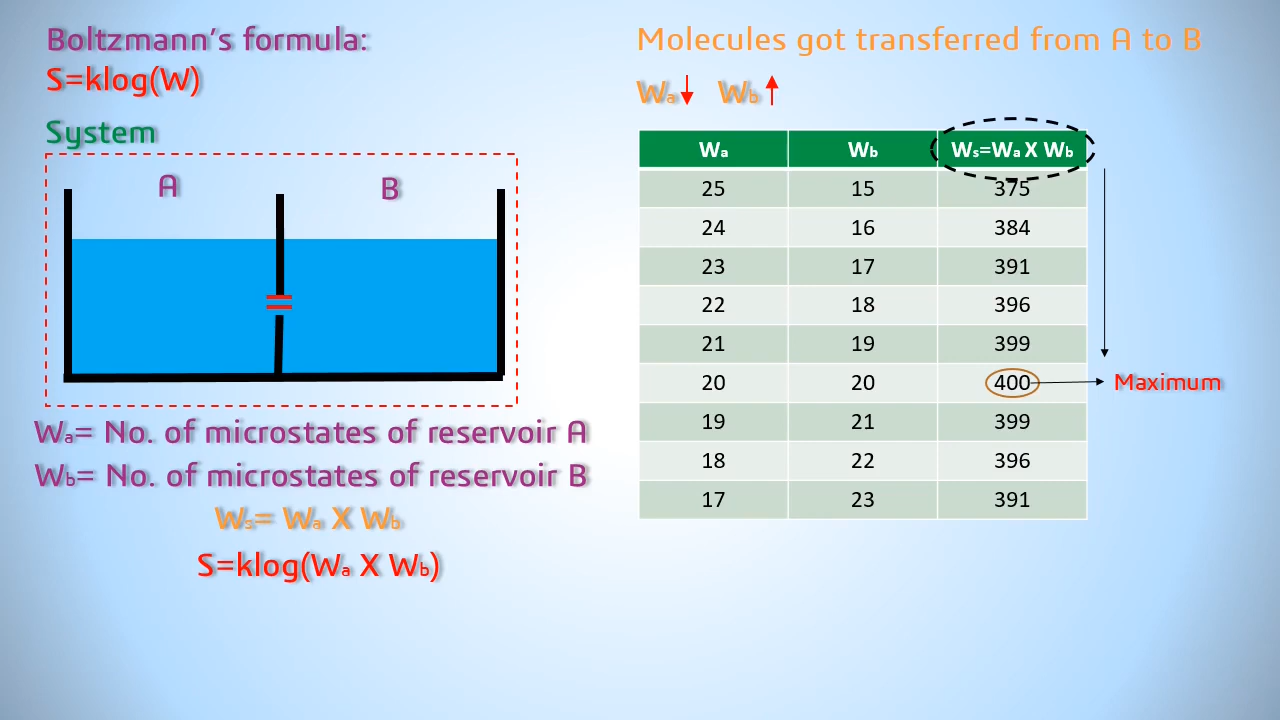 Boltzmann's formula:
S=klog(W)
System
A
B
Wa= No. of microstates of reservoir A
Wb= No. of microstates of reservoir B
Ws= Wa X Wb
S=klog(Wa X Wb)
Molecules got transferred from A to B
Wa↓ Wb↑
Wa Wb Ws=Wa X Wb
25 15 375
24 16 384
23 17 391
22 18 396
21 19 399
20 20 400 Maximum
19 21 399
18 22 396
17 23 391